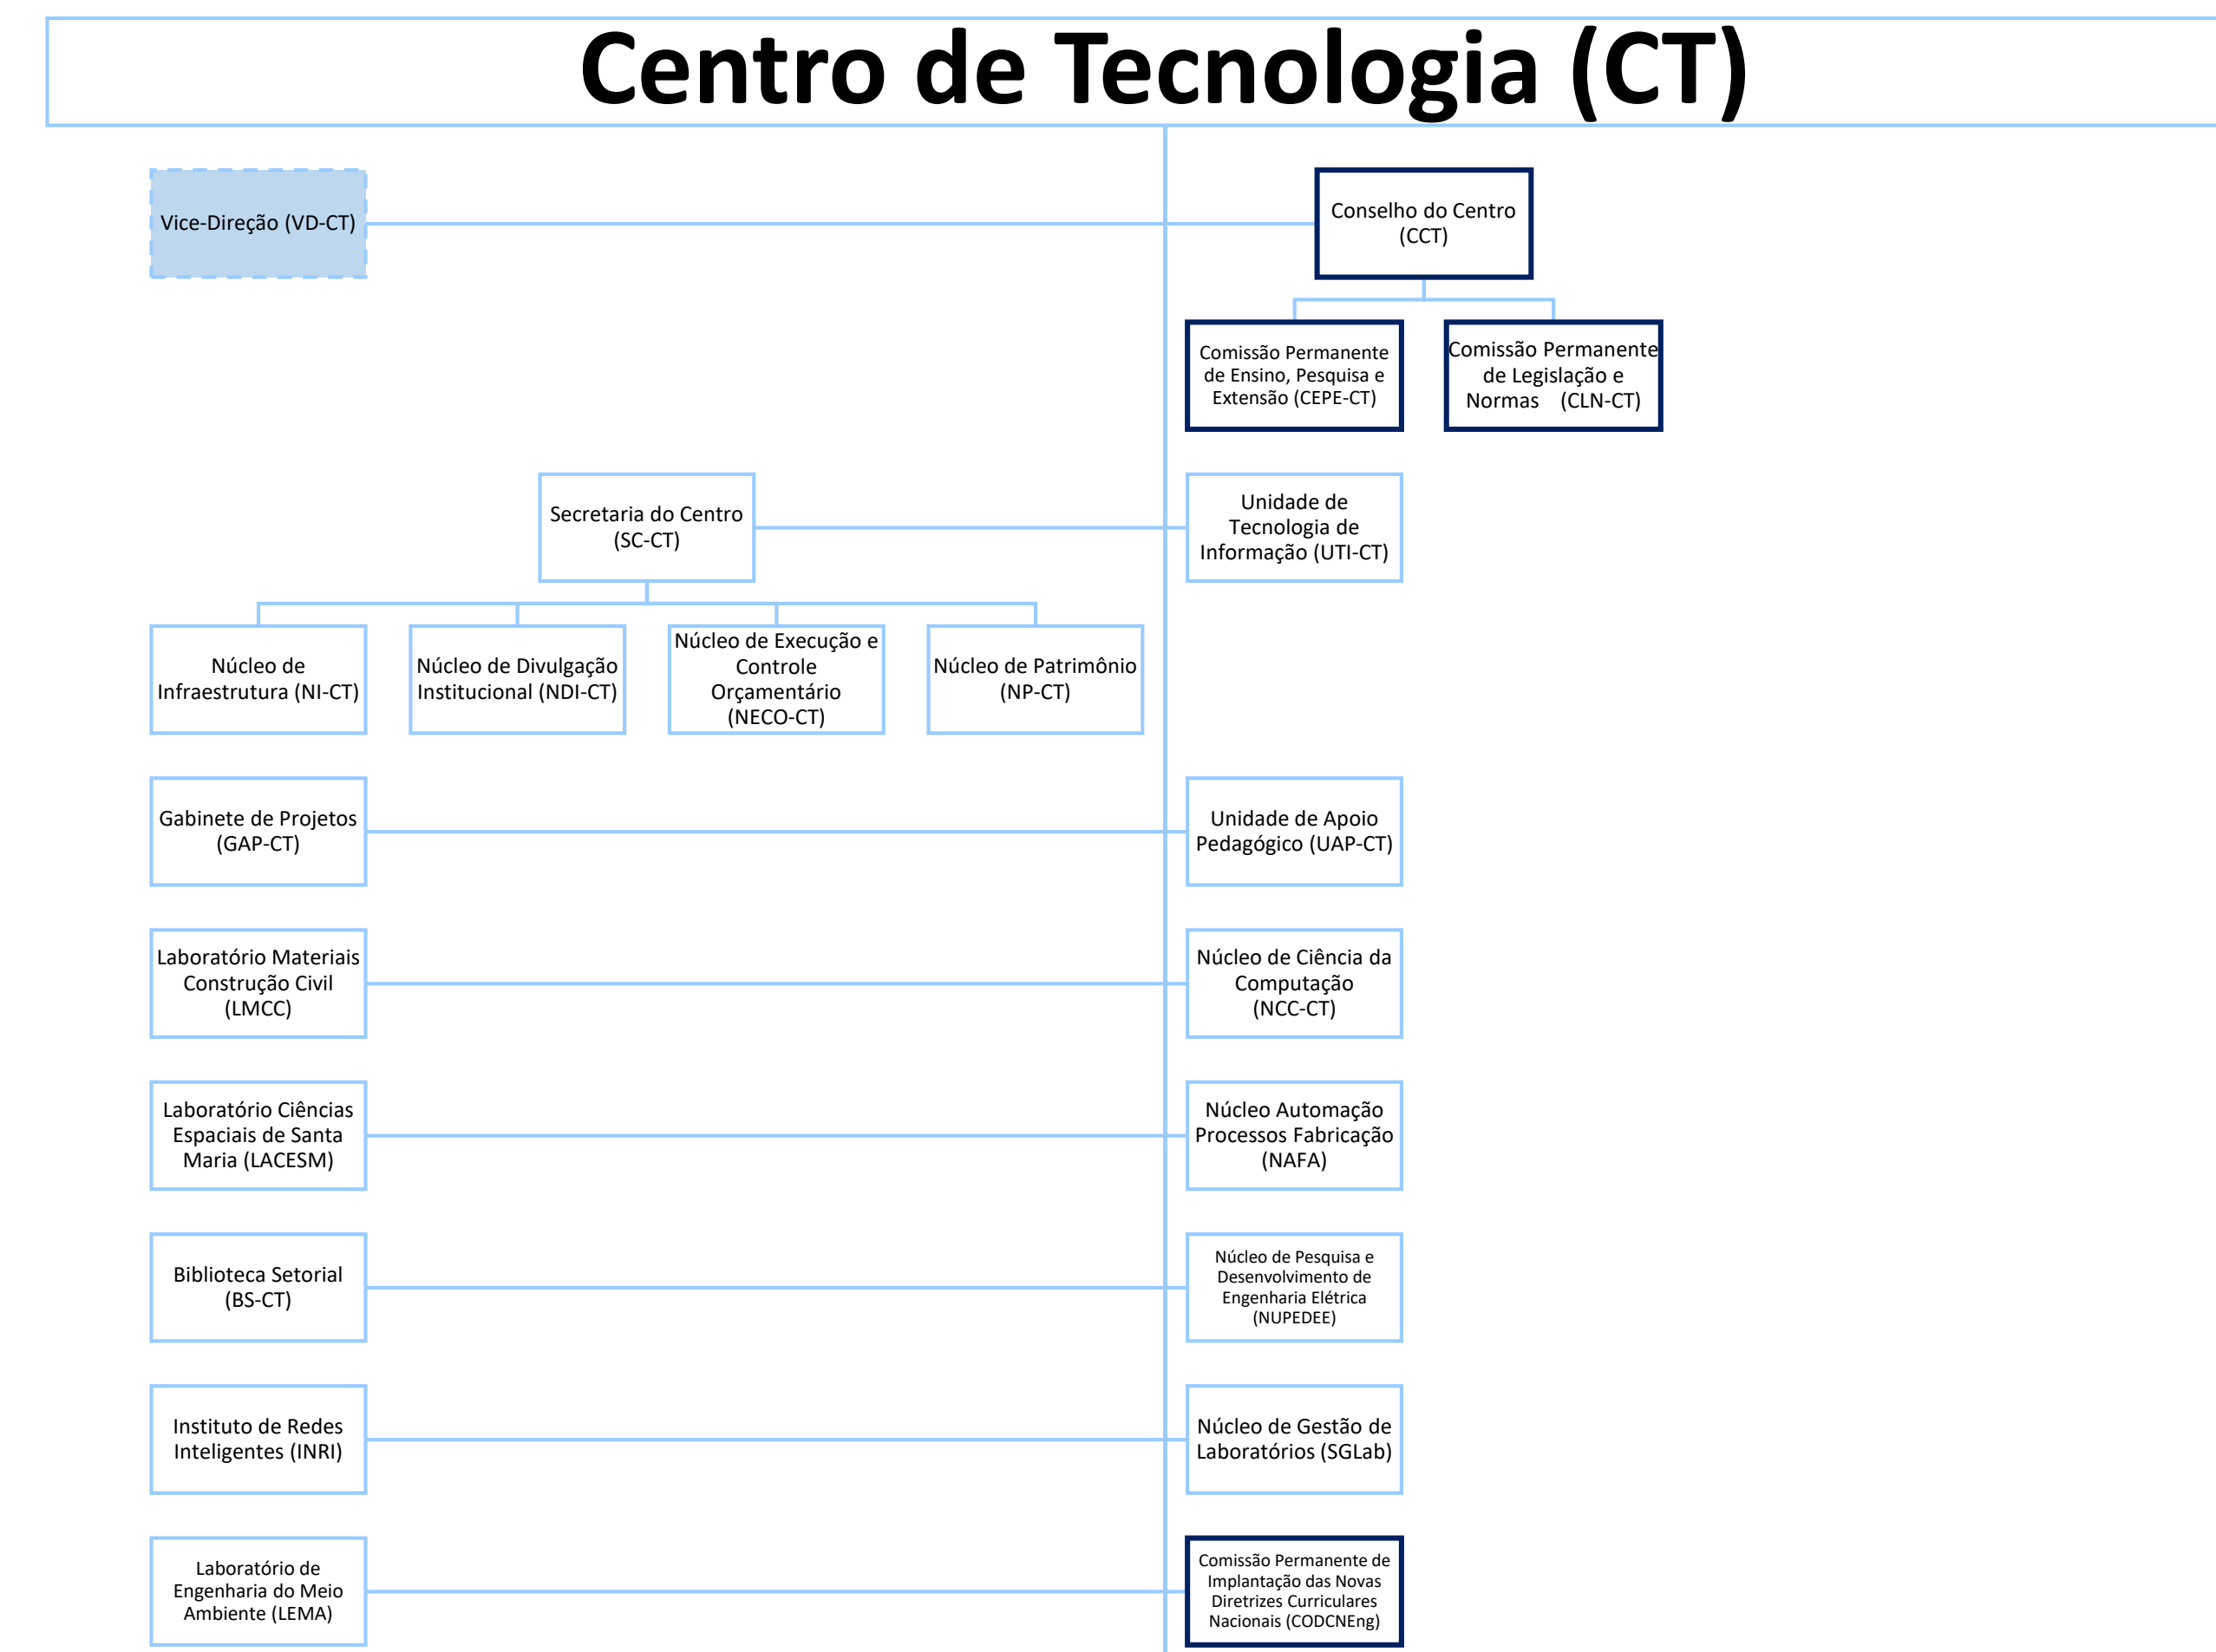 Centro de Tecnologia (CT)
Vice-Direção (VD-CT)
Conselho do Centro
(CCT)
Comissão Permanente
de Ensino, Pesquisa e
Extensão (CEPE-CT)
Comissão Permanente
de Legislação e
Normas (CLN-CT)
Secretaria do Centro
(SC-CT)
Unidade de
Tecnologia de
Informação (UTI-CT)
Núcleo de
Infraestrutura (NI-CT)
Núcleo de Divulgação
Institucional (NDI-CT)
Núcleo de Execução e
Controle
Orçamentário
(NECO-CT)
Núcleo de Patrimônio
(NP-CT)
Gabinete de Projetos
(GAP-CT)
Unidade de Apoio
Pedagógico (UAP-CT)
Laboratório Materiais
Construção Civil
(LMCC)
Núcleo de Ciência da
Computação
(NCC-CT)
Laboratório Ciências
Espaciais de Santa
Maria (LACESM)
Núcleo Automação
Processos Fabricação
(NAFA)
Biblioteca Setorial
(BS-CT)
Núcleo de Pesquisa e
Desenvolvimento de
Engenharia Elétrica
(NUPEDEE)
Instituto de Redes
Inteligentes (INRI)
Núcleo de Gestão de
Laboratórios (SGLab)
Laboratório de
Engenharia do Meio
Ambiente (LEMA)
Comissão Permanente de
Implantação das Novas
Diretrizes Curriculares
Nacionais (CODCNEng)